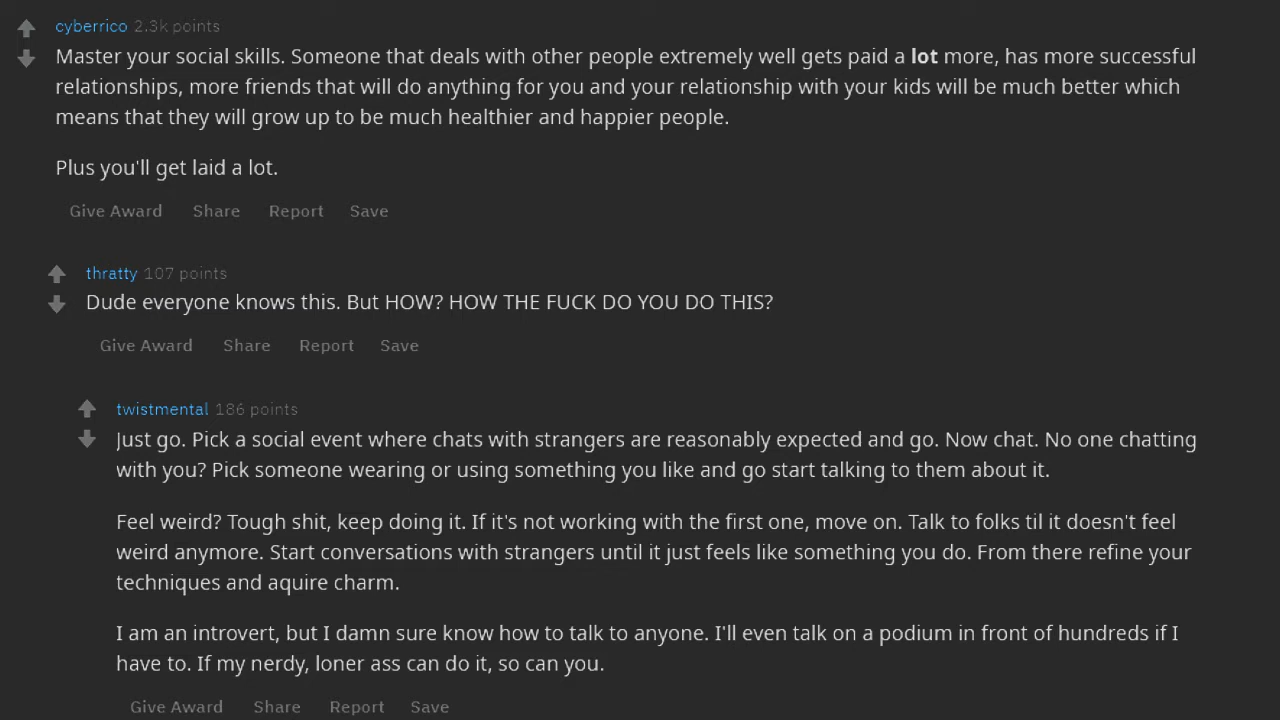 cyberrico 2.3k points
Master your social skills. Someone that deals with other people extremely well gets paid a lot more, has more successful
relationships, more friends that will do anything for you and your relationship with your kids will be much better which
means that they will grow up to be much healthier and happier people.
Plus you'll get laid a lot.
Give Award Share Report Save
thratty 107 points
Dude everyone knows this. But HOW? HOW THE FUCK DO YOU DO THIS?
Give Award Share Report Save
twistmental 186 points
Just go. Pick a social event where chats with strangers are reasonably expected and go. Now chat. No one chatting
with you? Pick someone wearing or using something you like and go start talking to them about it.
Feel weird? Tough shit, keep doing it. If it's not working with the first one, move on. Talk to folks til it doesn't feel
weird anymore. Start conversations with strangers until it just feels like something you do. From there refine your
techniques and aquire charm.
I am an introvert, but I damn sure know how to talk to anyone. I'll even talk on a podium in front of hundreds if I
have to. If my nerdy, loner ass can do it, so can you.
Give Award Share Report Save